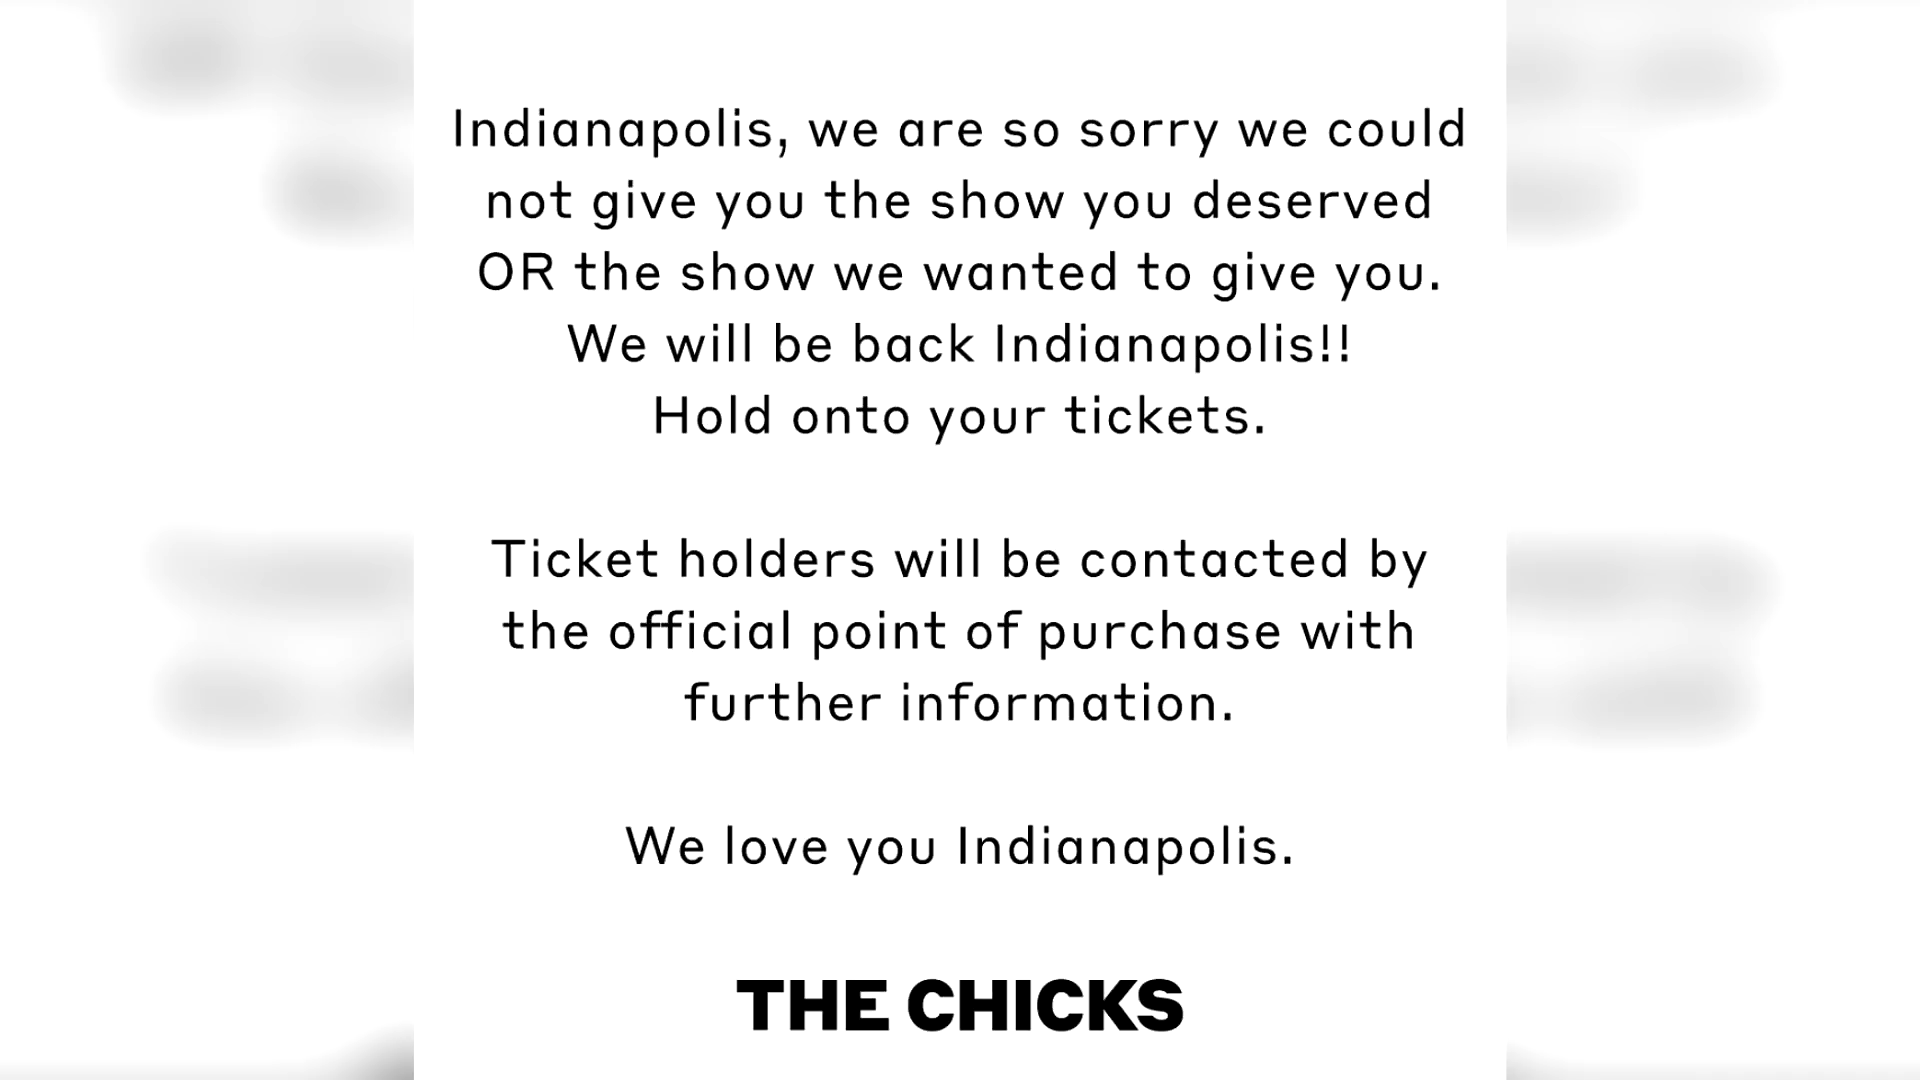 Indianapolis, we are so sorry we could
not give you the show you deserved
OR the show we wanted to give you.
We will be back Indianapolis!!
Hold onto your tickets.
Ticket holders will be contacted by
the official point of purchase with
further information.
We love you Indianapolis.
THE CHICKS